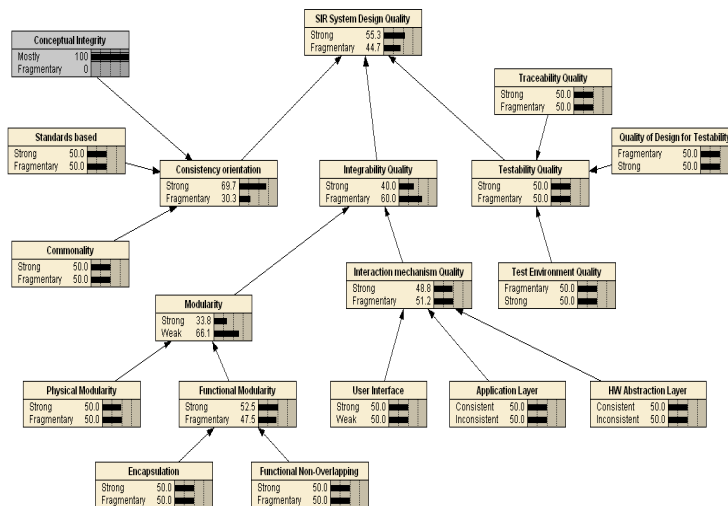 SIR System Design Quality
Strong 55.3
Fragmentary 44.7
Conceptual Integrity
Mostly 100
Fragmentary 0
Traceability Quality
Strong 50.0
Fragmentary 50.0
Standards based
Strong 50.0
Fragmentary 50.0
Quality of Design for Testability
Fragmentary 50.0
Strong 50.0
Consistency orientation
Strong 69.7
Fragmentary 30.3
Integrability Quality
Strong 40.0
Fragmentary 60.0
Testability Quality
Strong 50.0
Fragmentary 50.0
Commonality
Strong 50.0
Fragmentary 50.0
Interaction mechanism Quality
Strong 48.8
Fragmentary 51.2
Test Environment Quality
Fragmentary 50.0
Strong 50.0
Modularity
Strong 33.8
Weak 66.1
Physical Modularity
Strong 50.0
Fragmentary 50.0
Functional Modularity
Strong 52.5
Fragmentary 47.5
User Interface
Strong 50.0
Weak 50.0
Application Layer
Consistent 50.0
Inconsistent 50.0
HW Abstraction Layer
Consistent 50.0
Inconsistent 50.0
Encapsulation
Strong 50.0
Fragmentary 50.0
Functional Non-Overlapping
Strong 50.0
Fragmentary 50.0